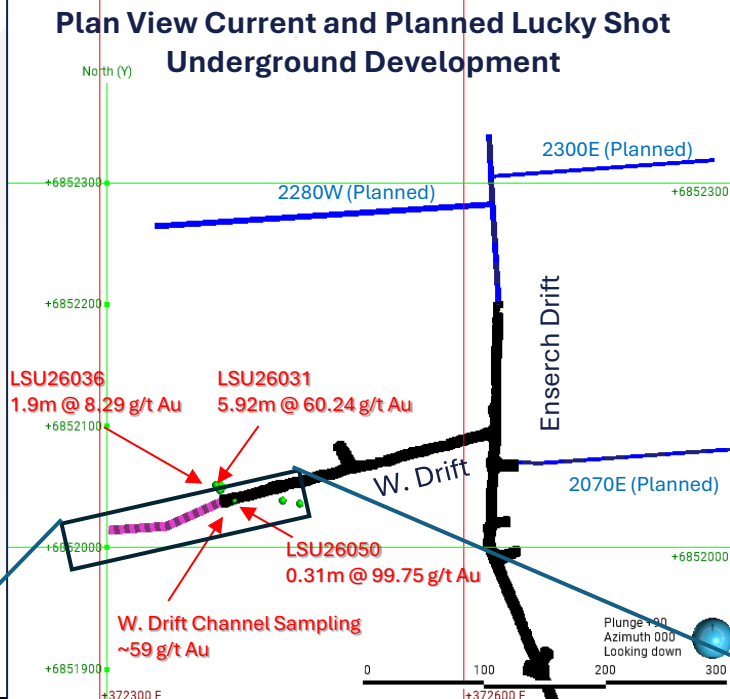 Plan View Current and Planned Lucky Shot
Underground Development
North (Y)
2300E (Planned)
+6852300
2280W (Planned)
+6852300
+6852200
Enserch Drift
LSU26036
1.9m @ 8.29 g/t Au
LSU26031
5.92m @ 60.24 g/t Au
+6852100
W. Drift
2070E (Planned)
+6852000
+6852000
LSU26050
0.31m @ 99.75 g/t Au
W. Drift Channel Sampling
~59 g/t Au
Plunge +90
Azimuth 000
Looking down
+6851900
0 100 200 300
+372300 E
+372600 E